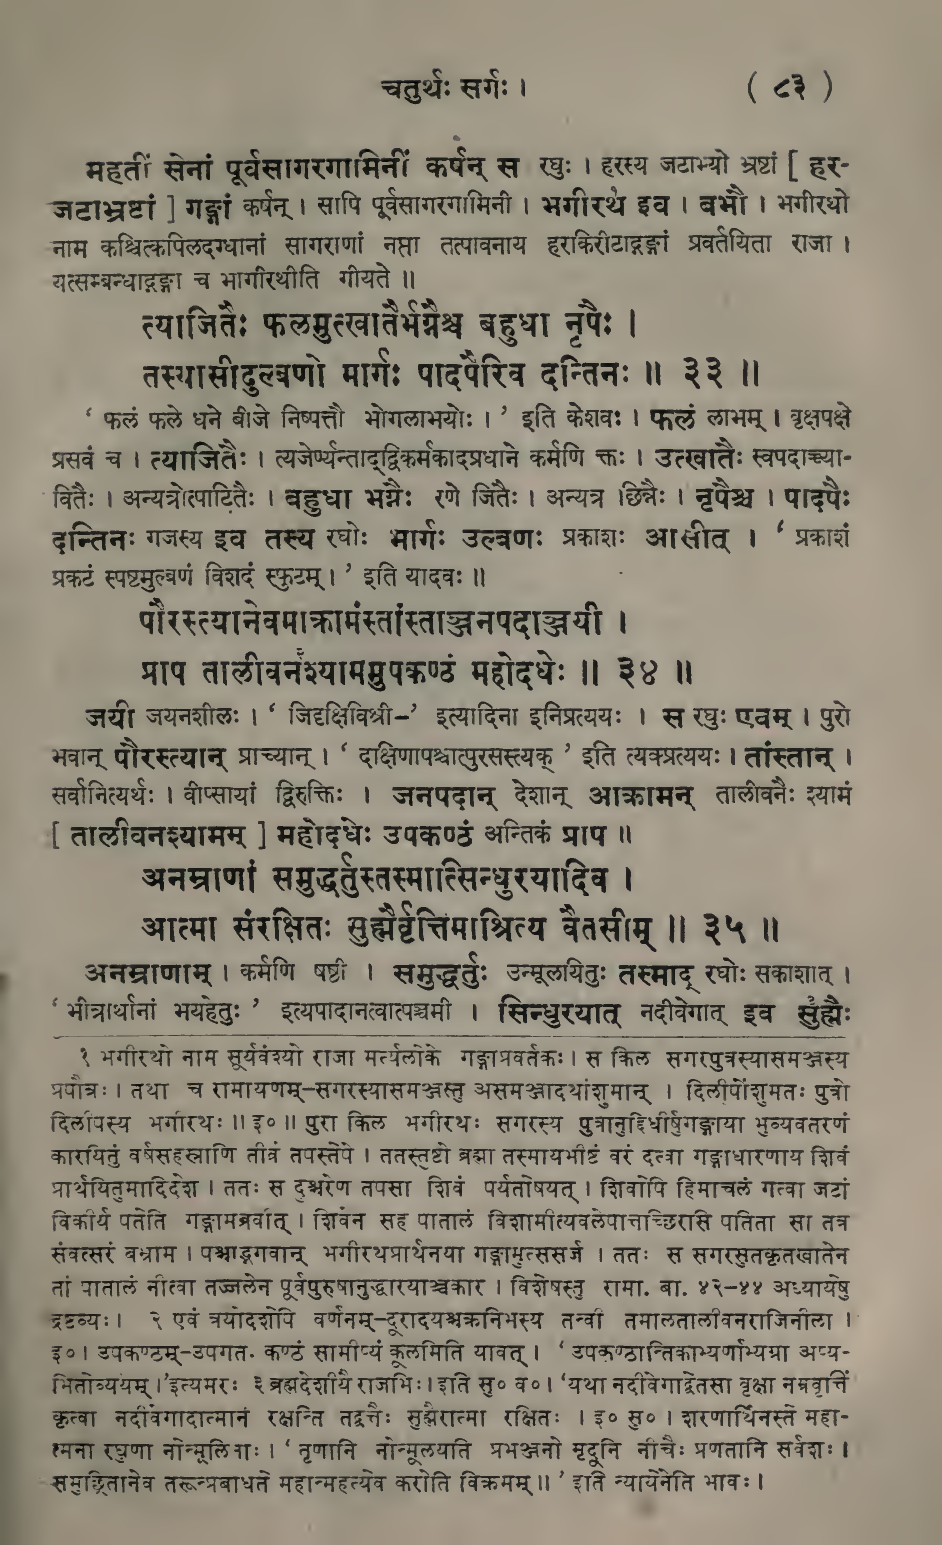 चतुर्थः सर्गः । ( ८३ )
महतीं सेनां पूर्वसागरगामिनीं कर्षन् स रघुः । हरस्य जटाभ्यो भ्रष्टां [ हर-
जटाभ्रष्टां ] गङ्गां कर्षन् । सापि पूर्वसागरगामिनी । भगीरथे इव । बभौ । भगीरथो
नाम कश्चित्कपिलदग्धानां सागराणां नप्ता तत्पावनाय हरकिरीटाद्गङ्गां प्रवर्तयिता राजा ।
यत्सम्बन्धाद्गङ्गा च भागीरथीति गीयते ॥
त्याजितैः फलमुत्खातैर्भग्नैश्च बहुधा नृपैः ।
तस्यासीदुल्बणो मार्गः पादपैरिव दन्तिनः ॥ ३३ ॥
‘ फलं फले धने बीजे निष्पत्तौ भोगलाभयोः । ’ इति केशवः । फलं लाभम् । वृक्षपक्षे
प्रसवं च । त्याजितैः । त्यजेर्ण्यन्ताद्द्विकर्मकादप्रधाने कर्मणि क्तः । उत्खातैः स्वपदाच्च्या-
वितैः । अन्यत्रोत्पाटितैः । बहुधा भग्नैः रणे जितैः । अन्यत्र छिन्नैः । नृपैश्च । पादपैः
दन्तिनः गजस्य इव तस्य रघोः मार्गः उल्बणः प्रकाशः आसीत् । ‘ प्रकाशं
प्रकटं स्पष्टमुल्बणं विशदं स्फुटम् । ’ इति यादवः ॥
पौरस्त्यानेवमाक्रामंस्तांस्ताञ्जनपदाञ्जयी ।
प्राप तालीवनश्याममुपकण्ठं महोदधेः ॥ ३४ ॥
जयी जयनशीलः । ‘ जिदृक्षिविश्री-’ इत्यादिना इनिप्रत्ययः । स रघुः एवम् । पुरो
भवान् पौरस्त्यान् प्राच्यान् । ‘ दाक्षिणापश्चात्पुरसस्त्यक् ’ इति त्यक्प्रत्ययः । तांस्तान् ।
सर्वानित्यर्थः । वीप्सायां द्विरुक्तिः । जनपदान् देशान् आक्रामन् तालीवनैः श्यामं
[ तालीवनश्यामम् ] महोदधेः उपकण्ठं अन्तिकं प्राप ॥
अनम्राणां समुद्धर्तुस्तस्मात्सिन्धुरयादिव ।
आत्मा संरक्षितः सुह्मैर्वृत्तिमाश्रित्य वैतसीम् ॥ ३५ ॥
अनम्राणाम् । कर्मणि षष्ठी । समुद्धर्तुः उन्मूलयितुः तस्माद् रघोः सकाशात् ।
‘ भीत्रार्थानां भयहेतुः ’ इत्यपादानत्वात्पञ्चमी । सिन्धुरयात् नदीवेगात् इव सुह्मैः
१ भगीरथो नाम सूर्यवंश्यो राजा मर्त्यलोके गङ्गाप्रवर्तकः । स किल सगरपुत्रस्यासमञ्जस्य
प्रपौत्रः । तथा च रामायणम्-सगरस्यासमञ्जस्तु असमञ्जादथांशुमान् । दिलीपोंशुमतः पुत्रो
दिलीपस्य भगीरथः ॥ इ० ॥ पुरा किल भगीरथः सगरस्य पुत्रानुद्दिधीर्षुर्गङ्गाया भुव्यवतरणं
कारयितुं वर्षसहस्राणि तीव्रं तपस्तेपे । ततस्तुष्टो ब्रह्मा तस्मायभीष्टं वरं दत्त्वा गङ्गाधारणाय शिवं
प्रार्थयितुमादिदेश । ततः स दुश्चरेण तपसा शिवं पर्यतोषयत् । शिवोपि हिमाचलं गत्वा जटां
विकीर्य पतेति गङ्गामब्रवीत् । शिवेन सह पातालं विशामीत्यवलेपात्तच्छिरासि पतिता सा तत्र
संवत्सरं बभ्राम । पश्चाद्भगवान् भगीरथप्रार्थनया गङ्गामुत्ससर्ज । ततः स सगरसुतकृतखातेन
तां पातालं नीत्वा तज्जलेन पूर्वपुरुषानुद्धारयाञ्चकार । विशेषस्तु रामा. बा. ४२-४४ अध्यायेषु
द्रष्टव्यः । २ एवं त्रयोदशेपि वर्णनम्-दूरादयश्चक्रनिभस्य तन्वी तमालतालीवनराजिनीला ।
इ० । उपकण्ठम्-उपगत. कण्ठं सामीप्यं कूलमिति यावत् । ‘ उपकण्ठान्तिकाभ्यर्णाभ्यग्रा अप्य-
भितोव्ययम् ।’ इत्यमरः ३ ब्रह्मदेशीयै राजभिः । इति सु० व० । ‘यथा नदीवेगाद्वेतसा वृक्षा नम्रवृत्तिं
कृत्वा नदीवेगादात्मानं रक्षन्ति तद्वत्तैः सुह्मैरात्मा रक्षितः । इ० सु० । शरणार्थिनस्ते महा-
त्मना रघुणा नोन्मूलिताः । ‘ तृणानि नोन्मूलयति प्रभञ्जनो मृदूनि नीचैः प्रणतानि सर्वशः ।
समुच्छ्रितानेव तरून्प्रबाधते महान्महत्येव करोति विक्रमम् ॥ ’ इति न्यायेनेति भावः ।